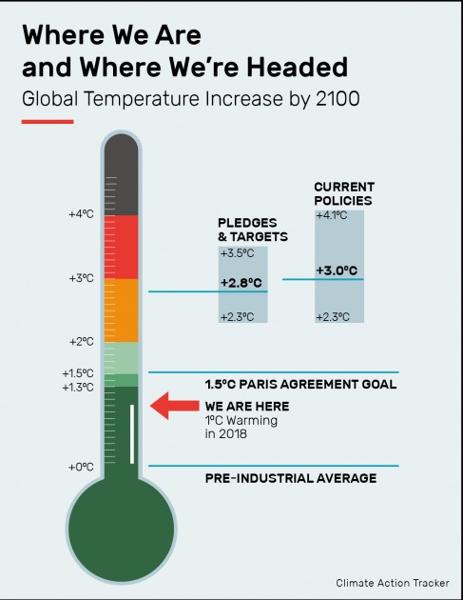 Where We Are
and Where We're Headed
Global Temperature Increase by 2100
+4ºC
+3ºC
+2ºC
+1.5ºC
+1.3ºC
+0ºC
PLEDGES
& TARGETS
+3.5ºC
+2.8ºC
+2.3ºC
CURRENT
POLICIES
+4.1ºC
+3.0ºC
+2.3ºC
1.5ºC PARIS AGREEMENT GOAL
WE ARE HERE
1ºC Warming
in 2018
PRE-INDUSTRIAL AVERAGE
Climate Action Tracker